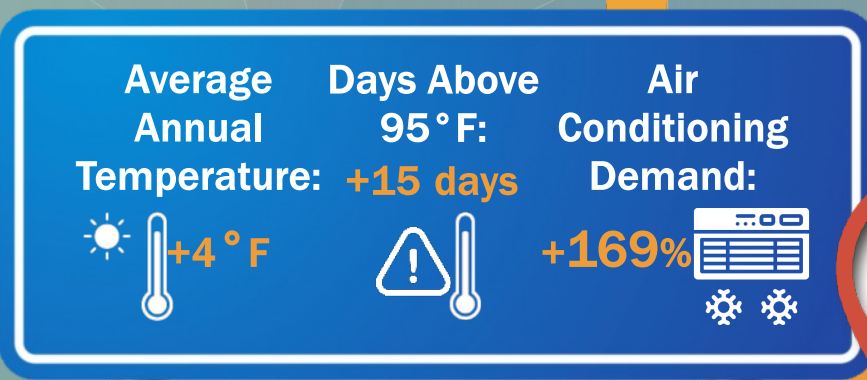 Average
Annual
Temperature:
+4°F
Days Above
95°F:
+15 days
Air
Conditioning
Demand:
+169%